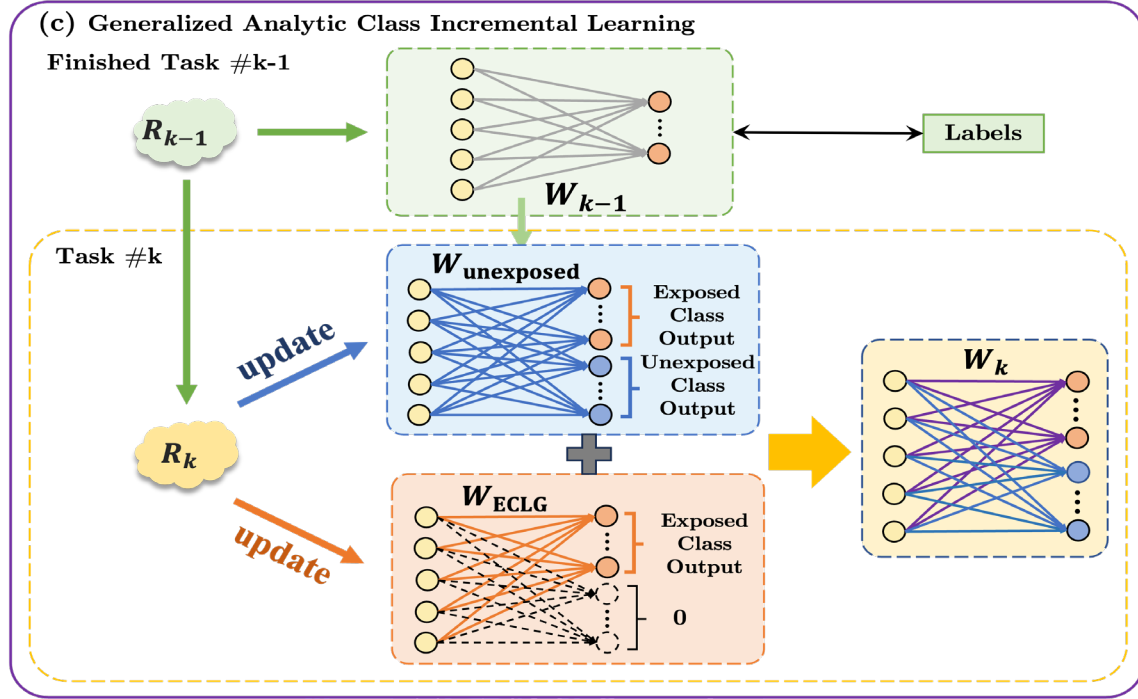 (c) Generalized Analytic Class Incremental Learning
Finished Task #k-1
R_{k−1}
W_{k−1}
Labels
Task #k
W_{unexposed}
Exposed
Class
Output
Unexposed
Class
Output
update
R_k
update
W_{ECLG}
Exposed
Class
Output
0
W_k